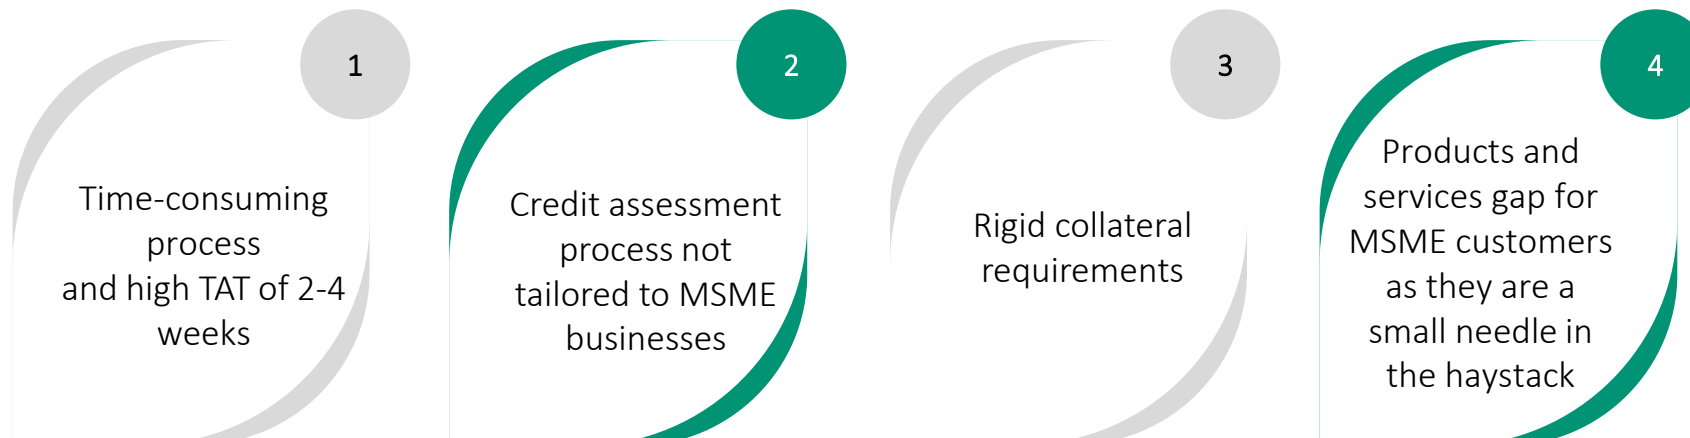 1
Time-consuming
process
and high TAT of 2-4
weeks
2
Credit assessment
process not
tailored to MSME
businesses
3
Rigid collateral
requirements
4
Products and
services gap for
MSME customers
as they are a
small needle in
the haystack